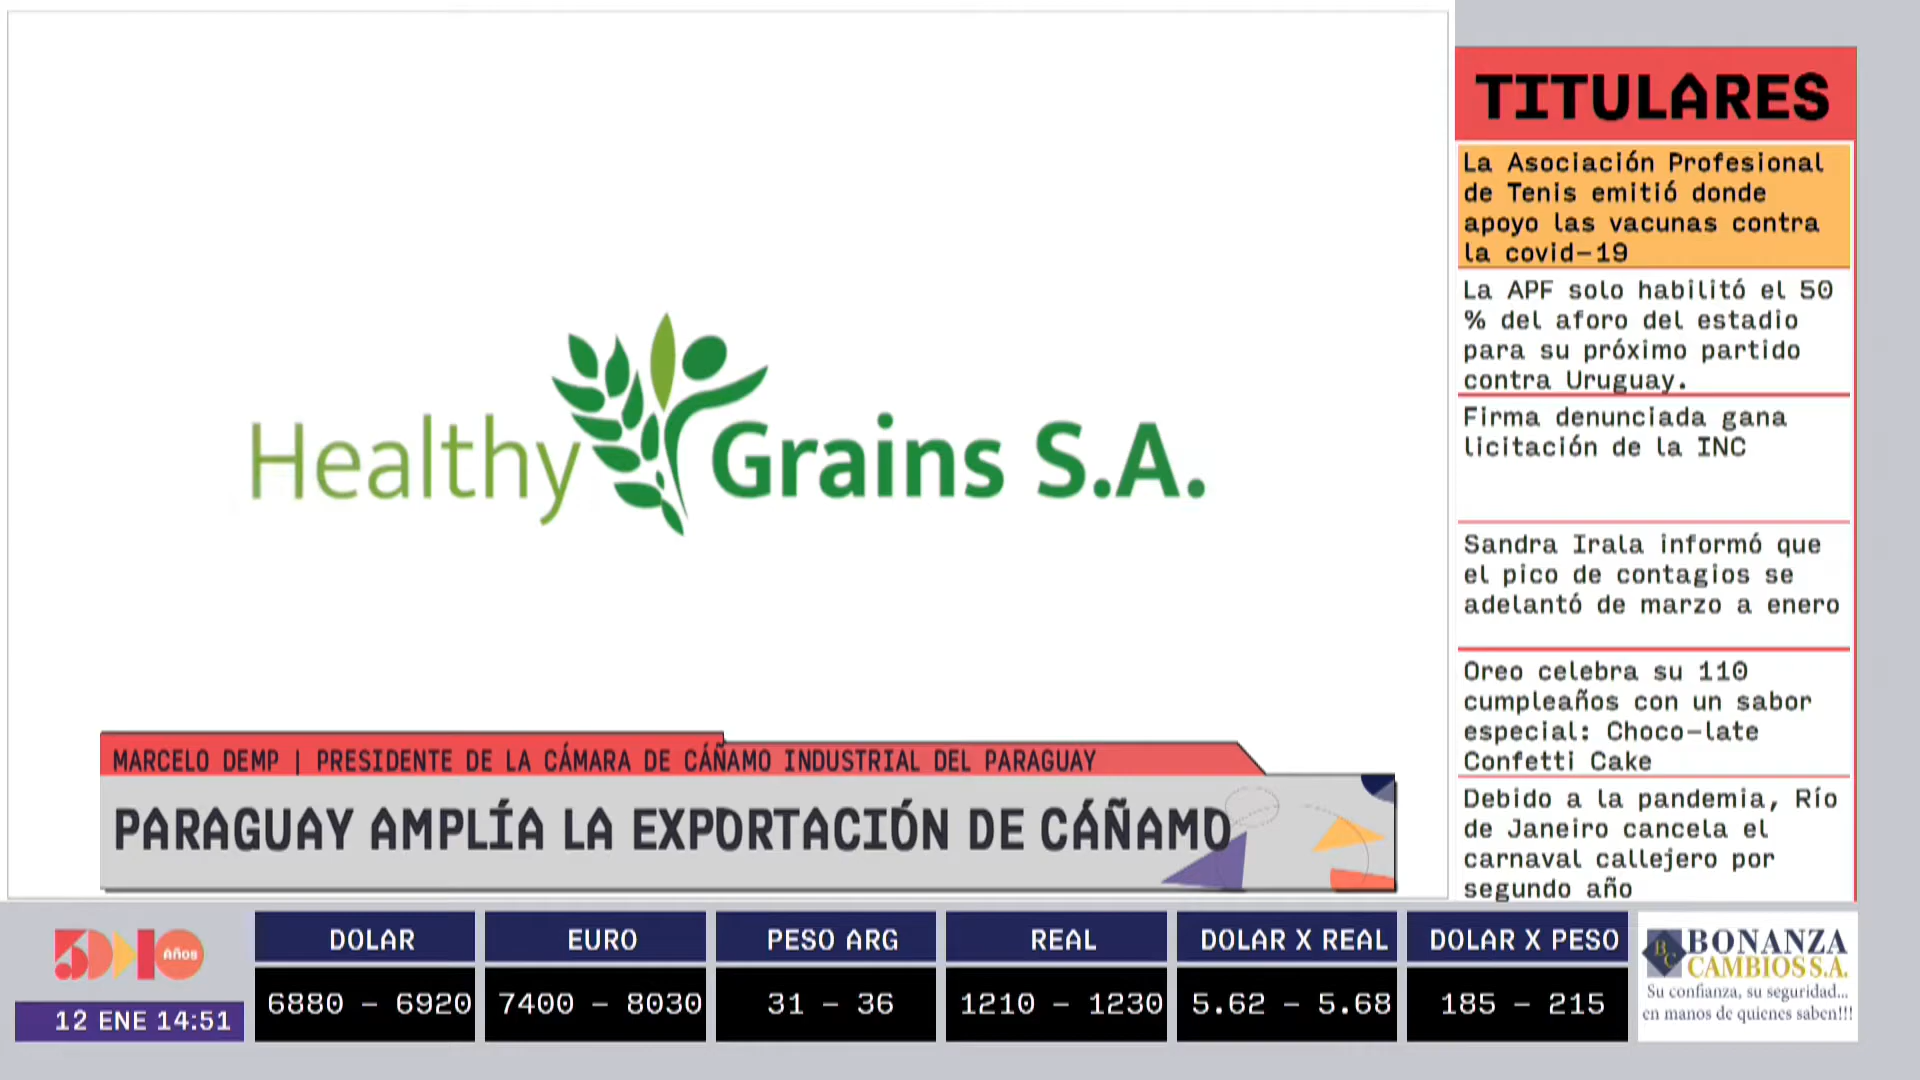 Healthy Grains S.A.
MARCELO DEMP | PRESIDENTE DE LA CÁMARA DE CÁÑAMO INDUSTRIAL DEL PARAGUAY
PARAGUAY AMPLÍA LA EXPORTACIÓN DE CÁÑAMO
TITULARES
La Asociación Profesional
de Tenis emitió donde
apoyo las vacunas contra
la covid-19
La APF solo habilitó el 50
% del aforo del estadio
para su próximo partido
contra Uruguay.
Firma denunciada gana
licitación de la INC
Sandra Irala informó que
el pico de contagios se
adelantó de marzo a enero
Oreo celebra su 110
cumpleaños con un sabor
especial: Choco-late
Confetti Cake
Debido a la pandemia, Río
de Janeiro cancela el
carnaval callejero por
segundo año
Años
12 ENE 14:51
DOLAR
6880 - 6920
EURO
7400 - 8030
PESO ARG
31 - 36
REAL
1210 - 1230
DOLAR X REAL
5.62 - 5.68
DOLAR X PESO
185 - 215
BC
BONANZA
CAMBIOS S.A.
Su confianza, su seguridad...
en manos de quienes saben!!!